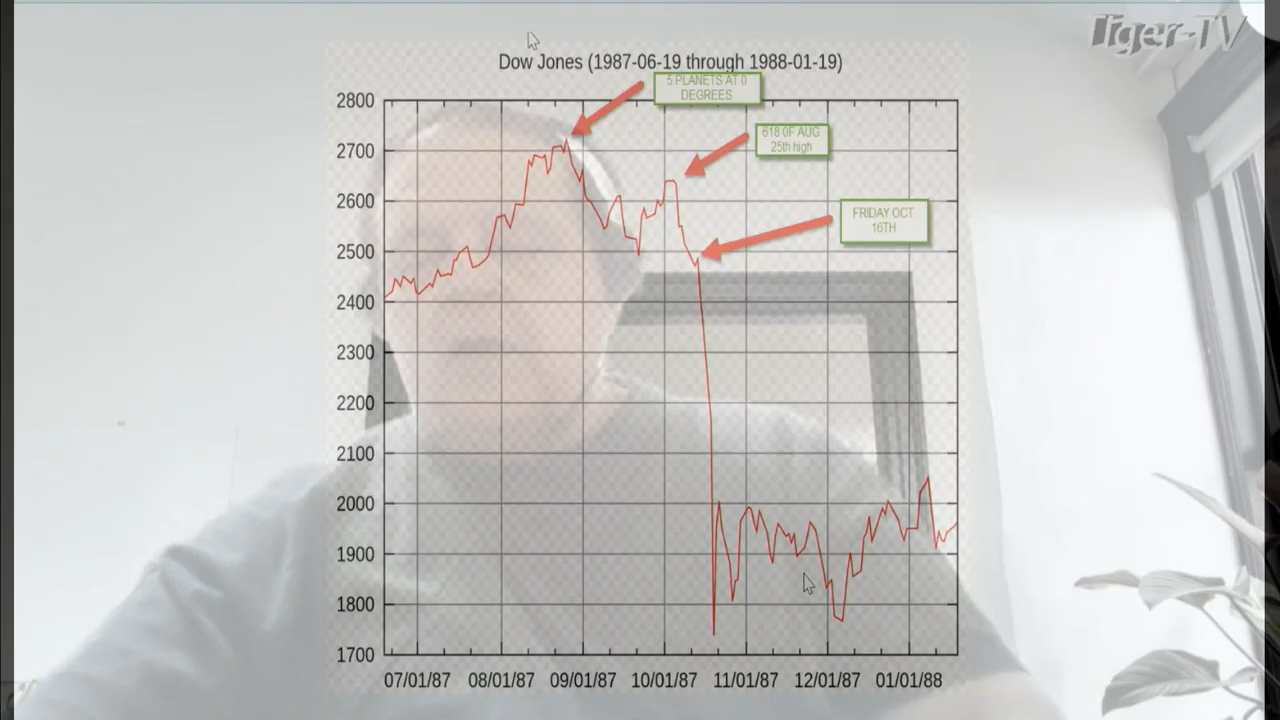 Tiger-TV
Dow Jones (1987-06-19 through 1988-01-19)
5 PLANETS AT 0
DEGREES
618 0F AUG
25th high
FRIDAY OCT
16TH
2800
2700
2600
2500
2400
2300
2200
2100
2000
1900
1800
1700
07/01/87 08/01/87 09/01/87 10/01/87 11/01/87 12/01/87 01/01/88